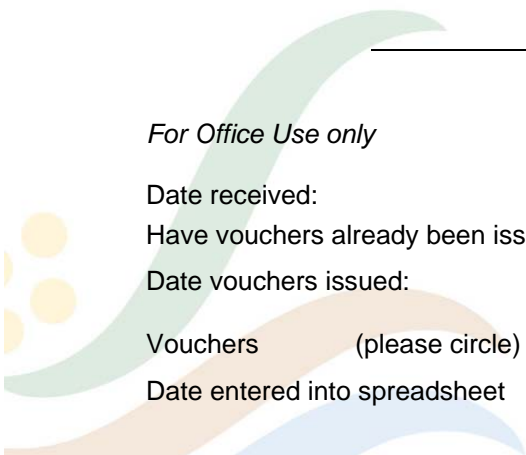 For Office Use only
Date received:
Have vouchers already been iss
Date vouchers issued:
Vouchers (please circle)
Date entered into spreadsheet